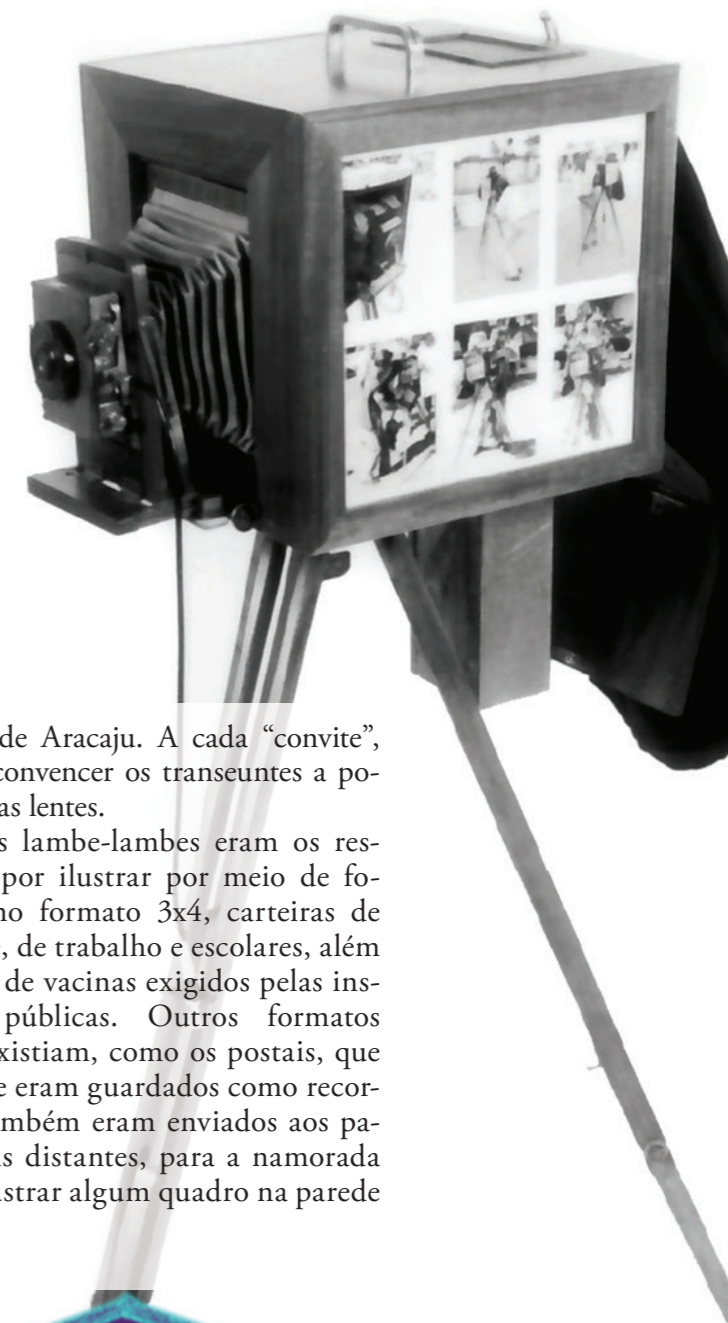 de Aracaju. A cada “convite”,
convencer os transeuntes a po-
as lentes.
s lambe-lambes eram os res-
por ilustrar por meio de fo-
no formato 3x4, carteiras de
, de trabalho e escolares, além
de vacinas exigidos pelas ins-
públicas. Outros formatos
xistiam, como os postais, que
e eram guardados como recor-
ambém eram enviados aos pa-
s distantes, para a namorada
strar algum quadro na parede